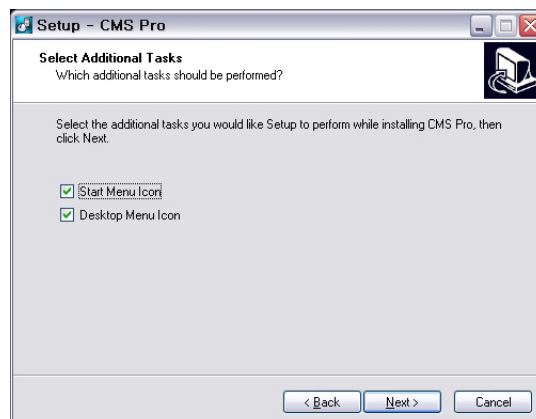 Setup - CMS Pro
Select Additional Tasks
Which additional tasks should be performed?
Select the additional tasks you would like Setup to perform while installing CMS Pro, then
click Next.
Start Menu Icon
Desktop Menu Icon
< Back
Next >
Cancel